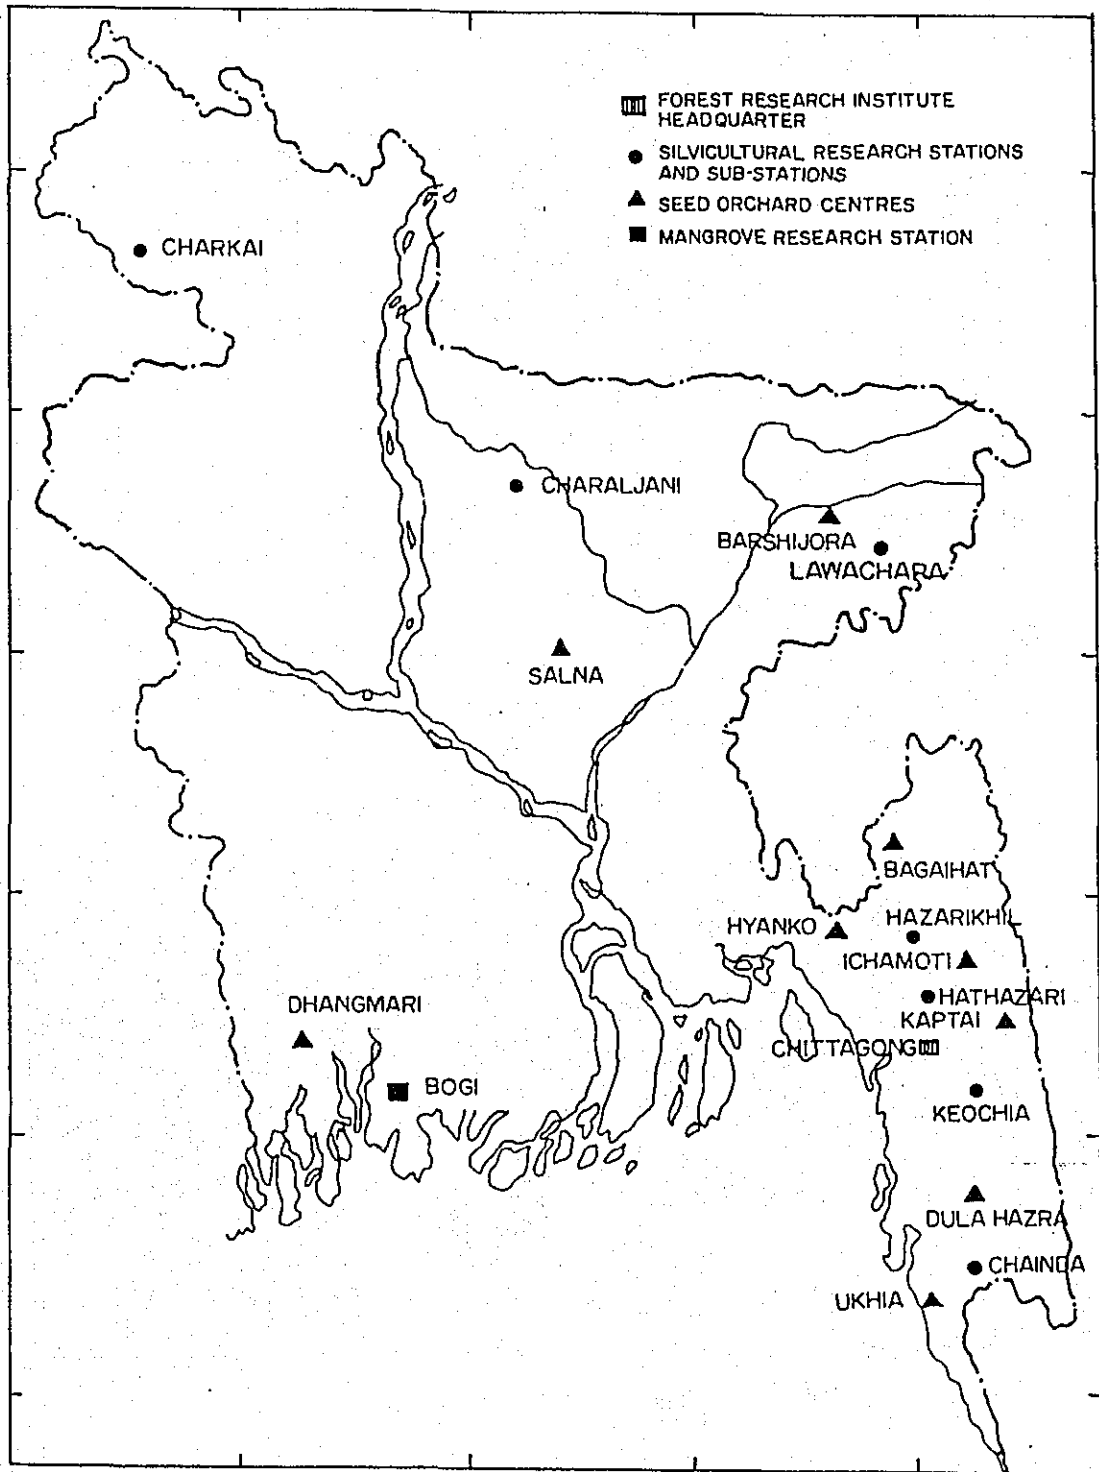 FOREST RESEARCH INSTITUTE
HEADQUARTER
SILVICULTURAL RESEARCH STATIONS
AND SUB-STATIONS
SEED ORCHARD CENTRES
MANGROVE RESEARCH STATION
CHARKAI
CHARALJANI
BARSHIJORA
LAWACHARA
SALNA
BAGAIHAT
HAZARIKHIL
HYANKO
ICHAMOTI
HATHAZARI
KAPTAI
CHITTAGONG
DHANGMARI
BOGI
KEOCHIA
DULA HAZRA
CHAINDA
UKHIA